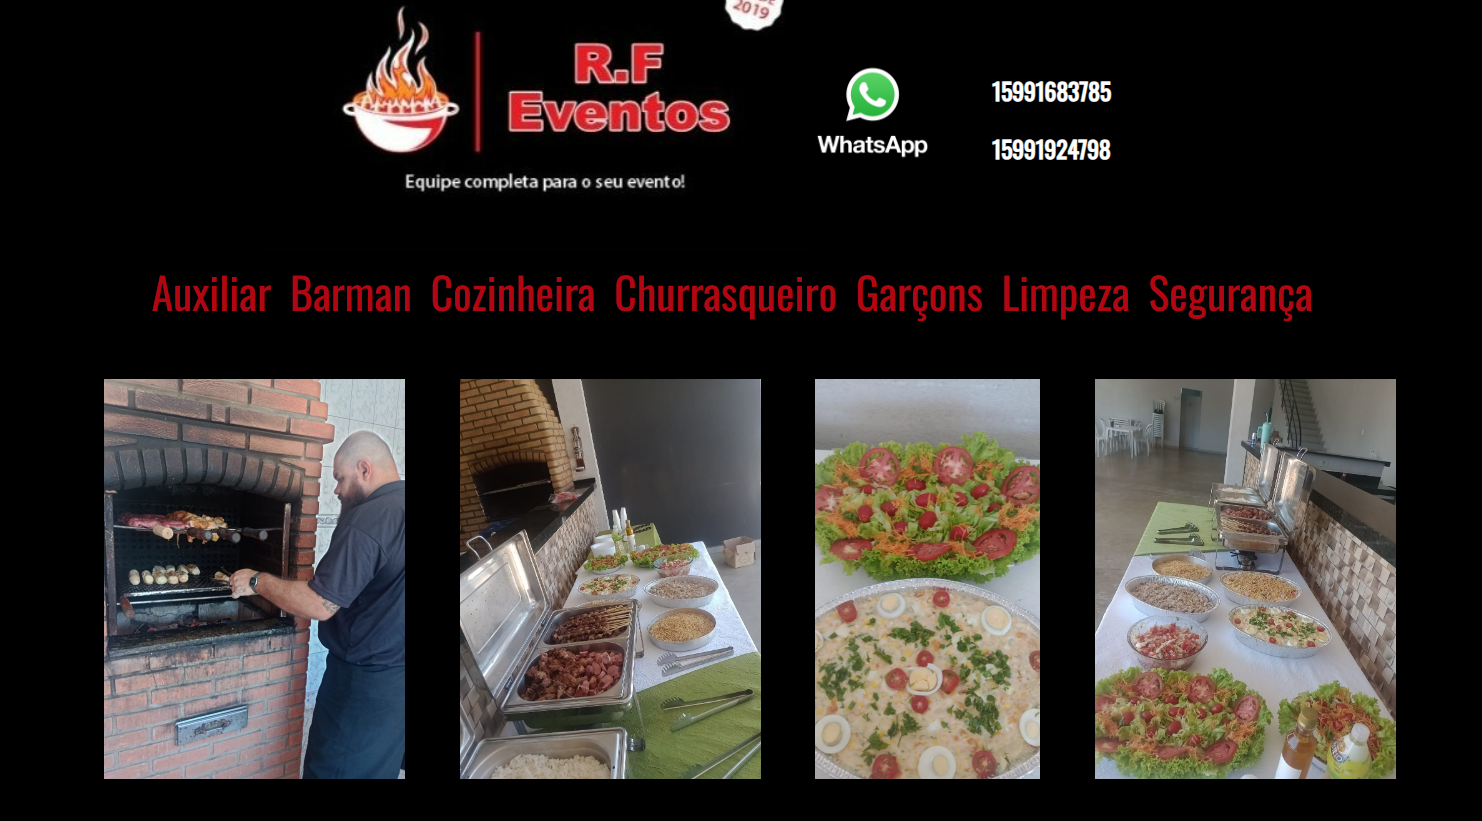 2019
R.F
Eventos
Equipe completa para o seu evento!
WhatsApp
15991683785
15991924798
Auxiliar Barman Cozinheira Churrasqueiro Garçons Limpeza Segurança